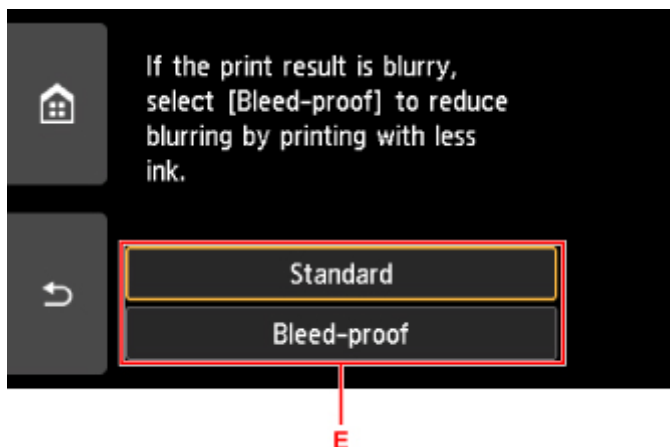 If the print result is blurry,
select [Bleed-proof] to reduce
blurring by printing with less
ink.
Standard
Bleed-proof
E